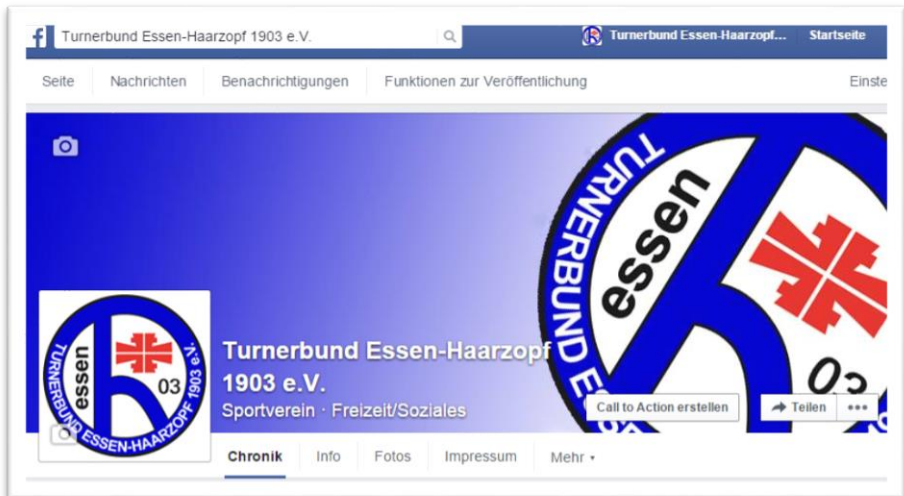 f Turnerbund Essen-Haarzopf 1903 e.V. Turnerbund Essen-Haarzopf... Startseite
Seite Nachrichten Benachrichtigungen Funktionen zur Veröffentlichung Einste
TURNERBUND ES
essen
03
TURNERBUND ESSEN-HAARZOPF 1903 e.V.
essen
03
Turnerbund Essen-Haarzopf
1903 e.V.
Sportverein · Freizeit/Soziales
Call to Action erstellen Teilen •••
Chronik Info Fotos Impressum Mehr